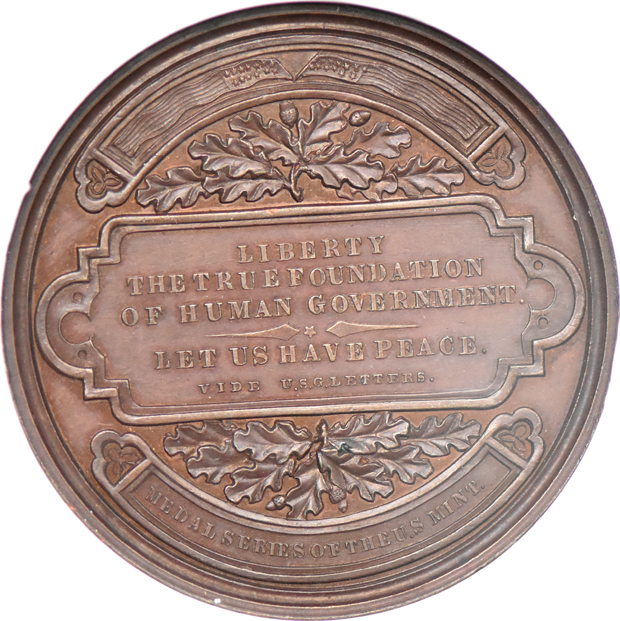 LIBERTY
THE TRUE FOUNDATION
OF HUMAN GOVERNMENT.
LET US HAVE PEACE.
VIDE U.S.G. LETTERS.
MEDAL SERIES OF THE U.S MINT.